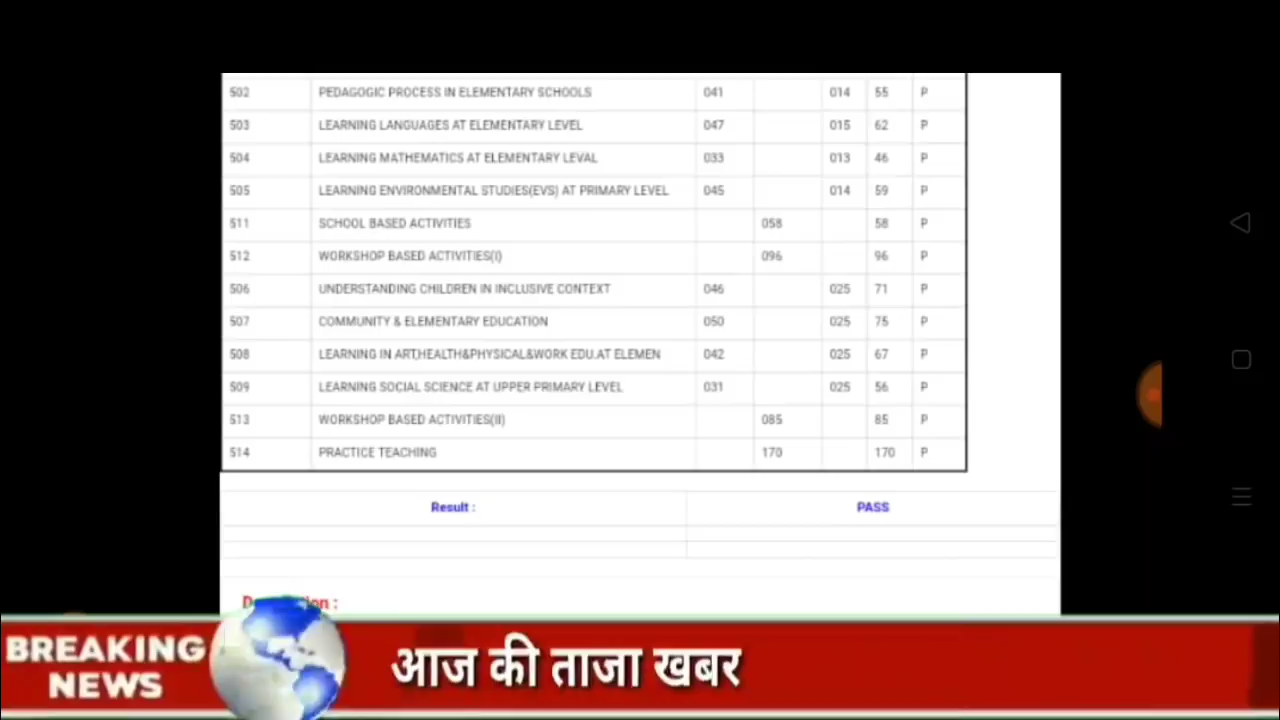 502 PEDAGOGIC PROCESS IN ELEMENTARY SCHOOLS 041 014 55 P
503 LEARNING LANGUAGES AT ELEMENTARY LEVEL 047 015 62 P
504 LEARNING MATHEMATICS AT ELEMENTARY LEVAL 033 013 46 P
505 LEARNING ENVIRONMENTAL STUDIES(EVS) AT PRIMARY LEVEL 045 014 59 P
511 SCHOOL BASED ACTIVITIES 058 58 P
512 WORKSHOP BASED ACTIVITIES(I) 096 96 P
506 UNDERSTANDING CHILDREN IN INCLUSIVE CONTEXT 046 025 71 P
507 COMMUNITY & ELEMENTARY EDUCATION 050 025 75 P
508 LEARNING IN ART,HEALTH&PHYSICAL&WORK EDU.AT ELEMEN 042 025 67 P
509 LEARNING SOCIAL SCIENCE AT UPPER PRIMARY LEVEL 031 025 56 P
513 WORKSHOP BASED ACTIVITIES(II) 085 85 P
514 PRACTICE TEACHING 170 170 P
Result : PASS
BREAKING NEWS
आज की ताजा खबर